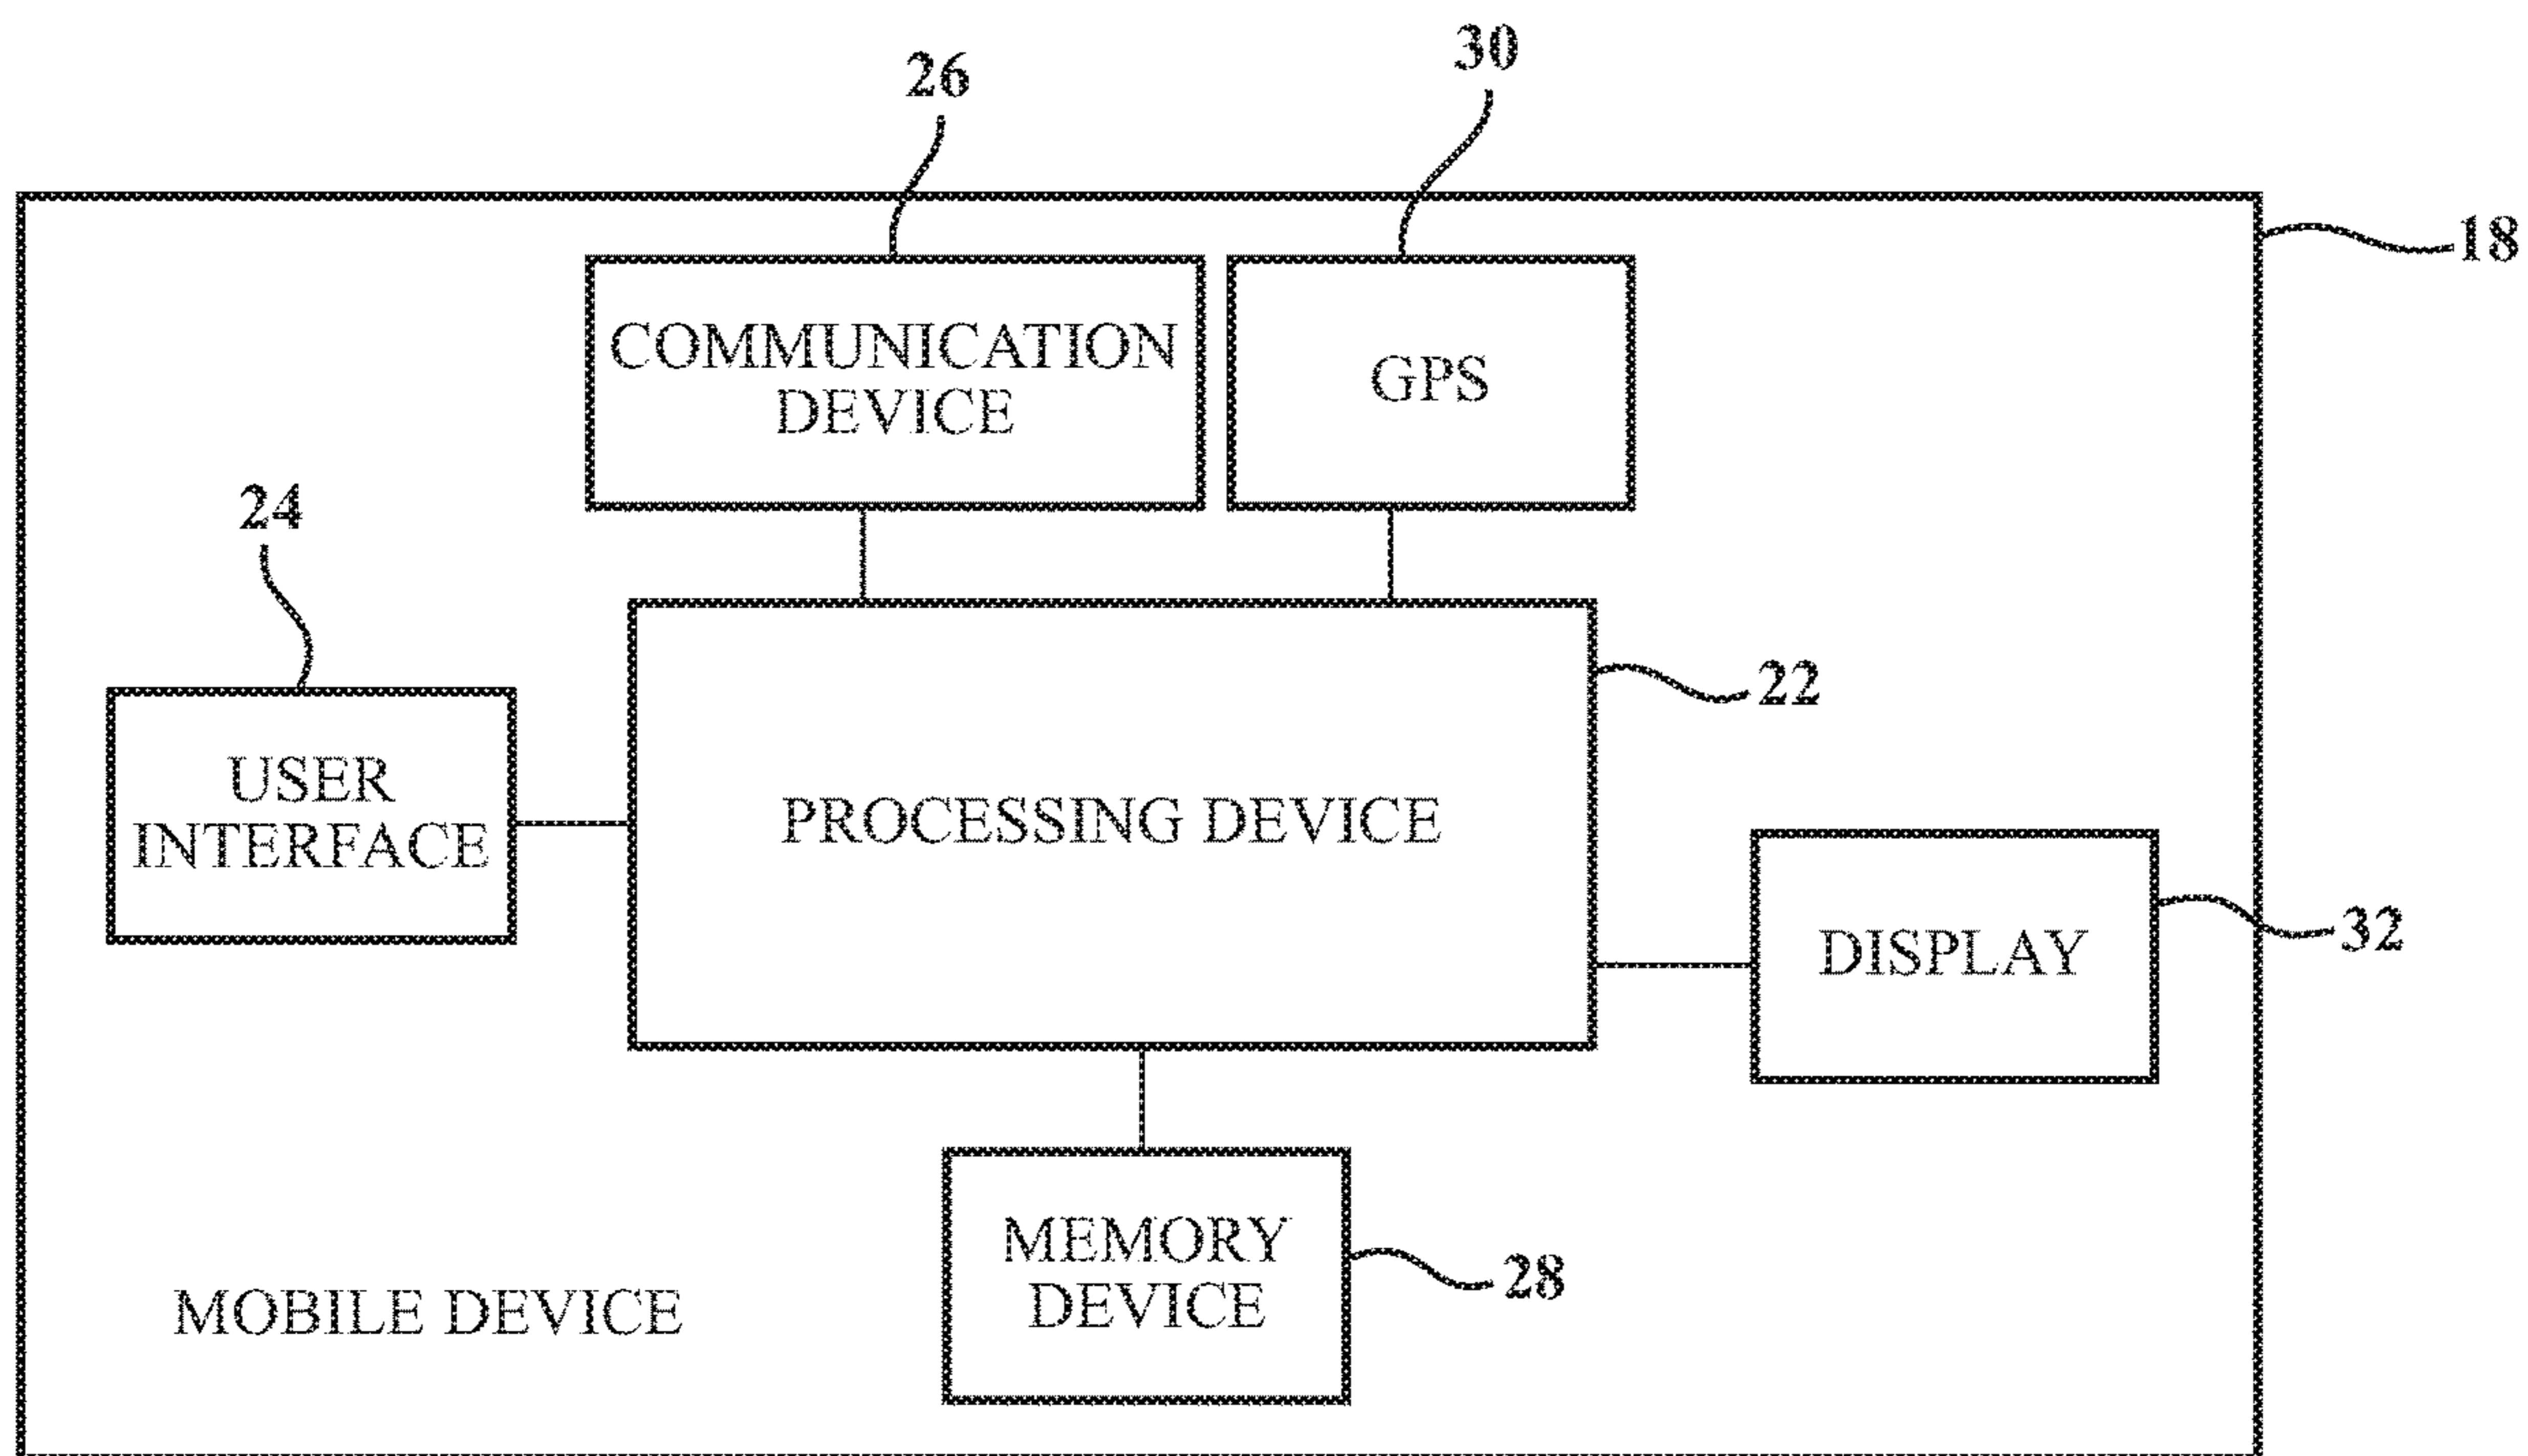 30
26
18
COMMUNICATION
DEVICE
GPS
24
22
USER
INTERFACE
PROCESSING DEVICE
32
DISPLAY
MEMORY
DEVICE
28
MOBILE DEVICE